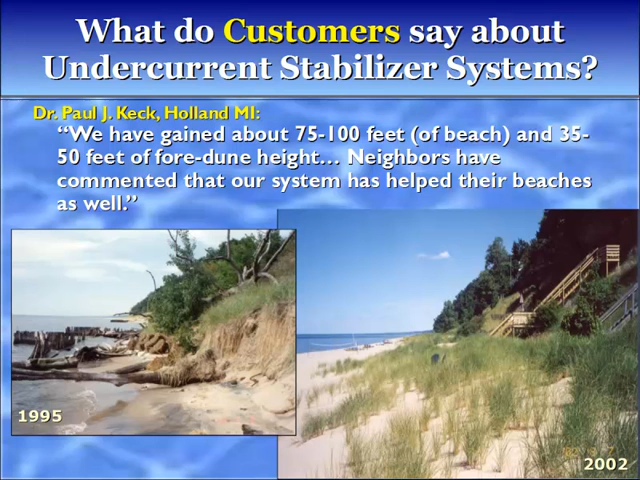 What do Customers say about
Undercurrent Stabilizer Systems?
Dr. Paul J. Keck, Holland MI:
“We have gained about 75-100 feet (of beach) and 35-
50 feet of fore-dune height… Neighbors have
commented that our system has helped their beaches
as well.”
1995
2002